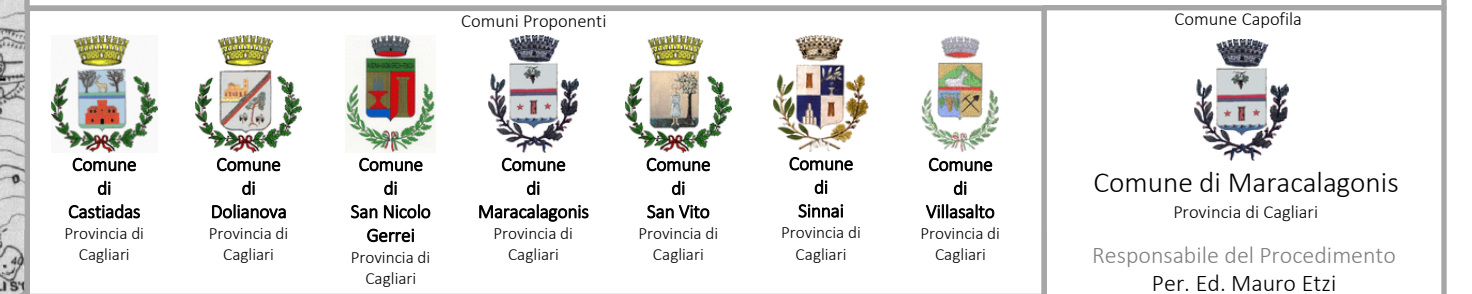 Comuni Proponenti
Comune
di
Castiadas
Provincia di
Cagliari
Comune
di
Dolianova
Provincia di
Cagliari
Comune
di
San Nicolo
Gerrei
Provincia di
Cagliari
Comune
di
Maracalagonis
Provincia di
Cagliari
Comune
di
San Vito
Provincia di
Cagliari
Comune
di
Sinnai
Provincia di
Cagliari
Comune
di
Villasalto
Provincia di
Cagliari
Comune Capofila
Comune di Maracalagonis
Provincia di Cagliari
Responsabile del Procedimento
Per. Ed. Mauro Etzi